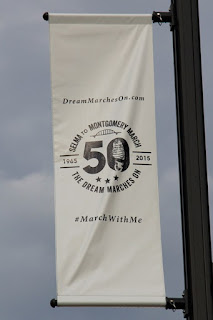 DreamMarchesOn.com
SELMA TO MONTGOMERY MARCH
1965 50 2015
THE DREAM MARCHES ON
#MarchWithMe